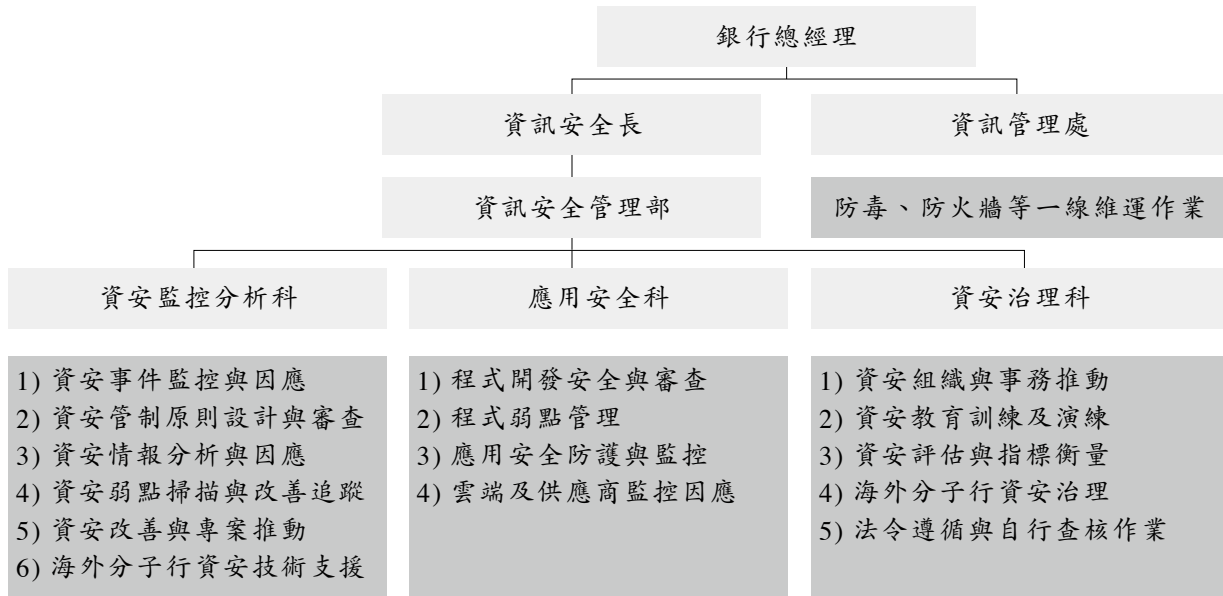 銀行總經理
資訊安全長
資訊管理處
資訊安全管理部
防毒、防火牆等一線維運作業
資安監控分析科
應用安全科
資安治理科
1) 資安事件監控與因應
2) 資安管制原則設計與審查
3) 資安情報分析與因應
4) 資安弱點掃描與改善追蹤
5) 資安改善與專案推動
6) 海外分子行資安技術支援
1) 程式開發安全與審查
2) 程式弱點管理
3) 應用安全防護與監控
4) 雲端及供應商監控因應
1) 資安組織與事務推動
2) 資安教育訓練及演練
3) 資安評估與指標衡量
4) 海外分子行資安治理
5) 法令遵循與自行查核作業